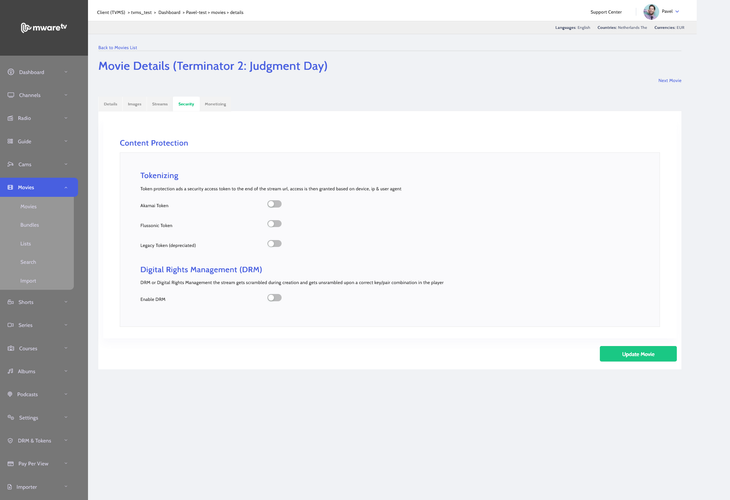 mwaretv
Client (TVMS) » tvms_test » Dashboard » Pavel-test » movies » details
Support Center
Pavel
Languages: English Countries: Netherlands The Currencies: EUR
Back to Movies List
Movie Details (Terminator 2: Judgment Day)
Next Movie
Details
Images
Streams
Security
Monetizing
Content Protection
Tokenizing
Token protection ads a security access token to the end of the stream url, access is then granted based on device, ip & user agent
Akamai Token
Flussonic Token
Legacy Token (depreciated)
Digital Rights Management (DRM)
DRM or Digital Rights Management the stream gets scrambled during creation and gets unsrambled upon a correct key/pair combination in the player
Enable DRM
Update Movie
Dashboard
Channels
Radio
Guide
Cams
Movies
Movies
Bundles
Lists
Search
Import
Shorts
Series
Courses
Albums
Podcasts
Settings
DRM & Tokens
Pay Per View
Importer